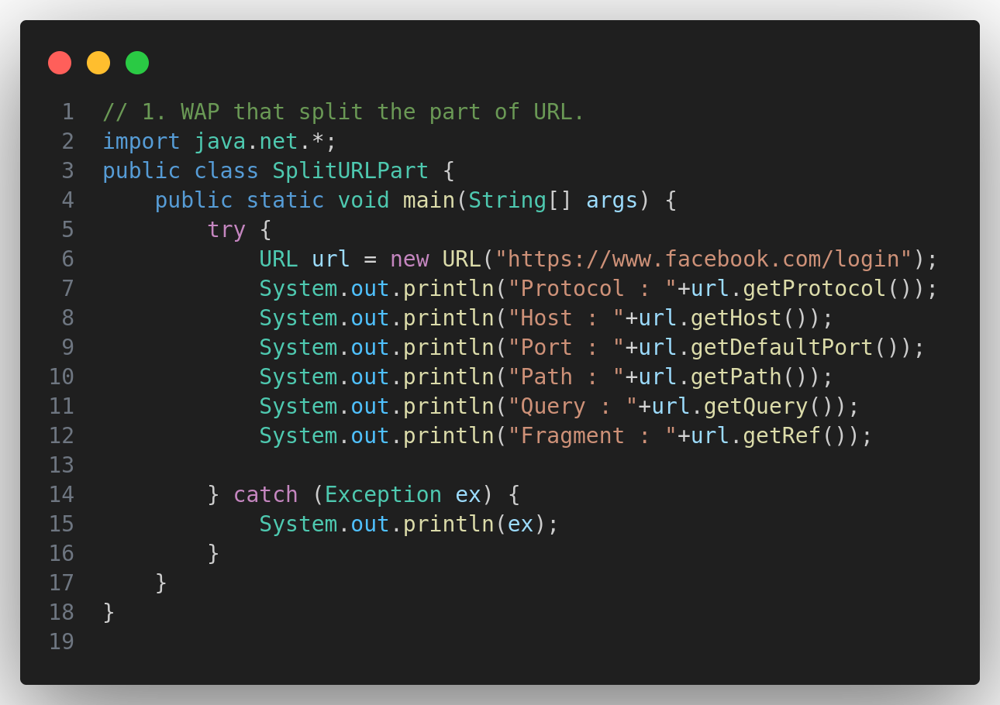 1 // 1. WAP that split the part of URL.
2 import java.net.*;
3 public class SplitURLPart {
4     public static void main(String[] args) {
5         try {
6             URL url = new URL("https://www.facebook.com/login");
7             System.out.println("Protocol : "+url.getProtocol());
8             System.out.println("Host : "+url.getHost());
9             System.out.println("Port : "+url.getDefaultPort());
10             System.out.println("Path : "+url.getPath());
11             System.out.println("Query : "+url.getQuery());
12             System.out.println("Fragment : "+url.getRef());
13
14         } catch (Exception ex) {
15             System.out.println(ex);
16         }
17     }
18 }
19